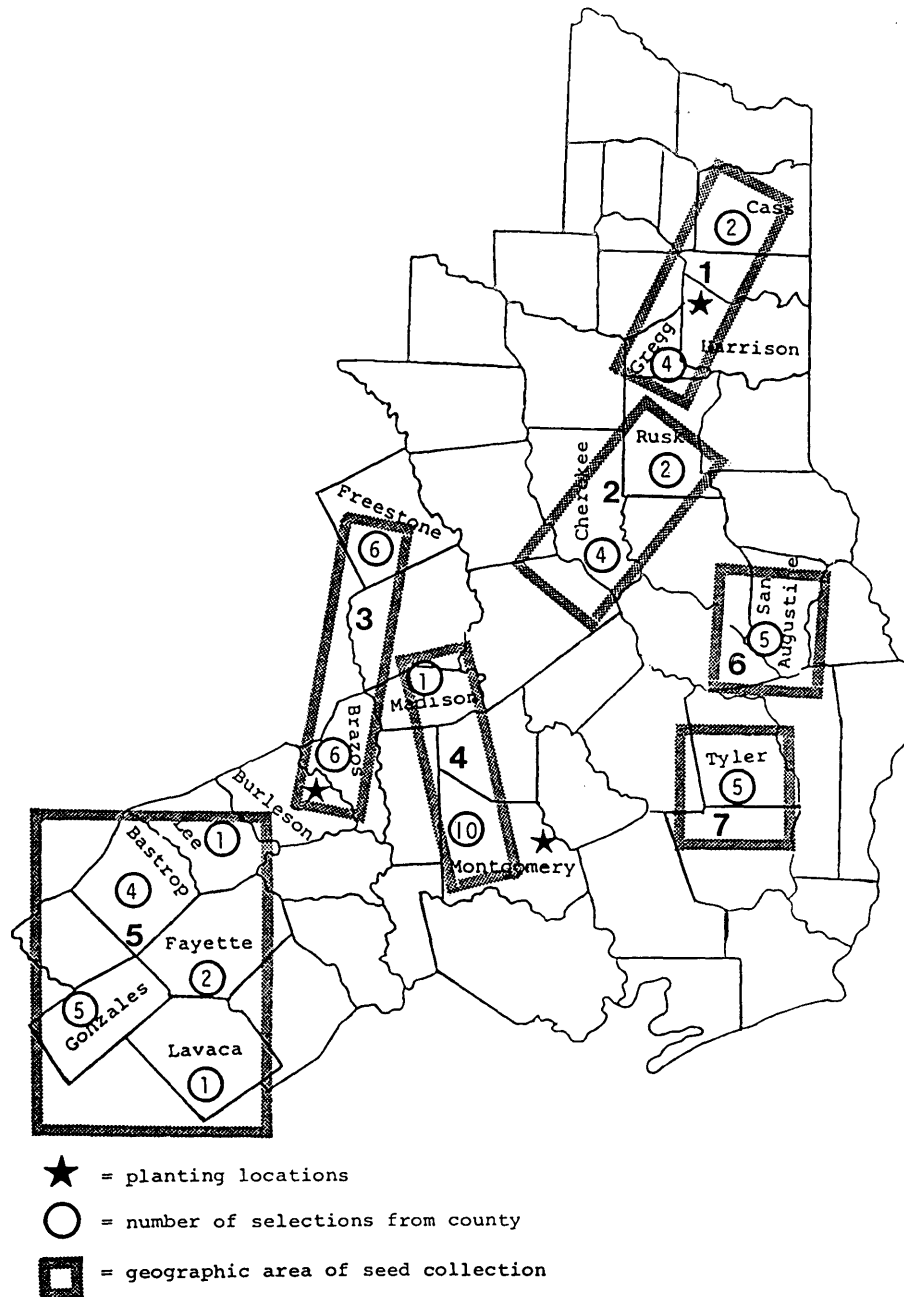 Cass
2
1
Harrison
Gregg
4
Rusk
2
Cherokee
2
4
Freestone
6
3
San
Augustine
5
6
1
Madison
Brazos
6
4
Tyler
5
7
10
Montgomery
Burleson
Lee
1
Bastrop
4
5
Fayette
2
5
Gonzales
Lavaca
1
= planting locations
= number of selections from county
= geographic area of seed collection